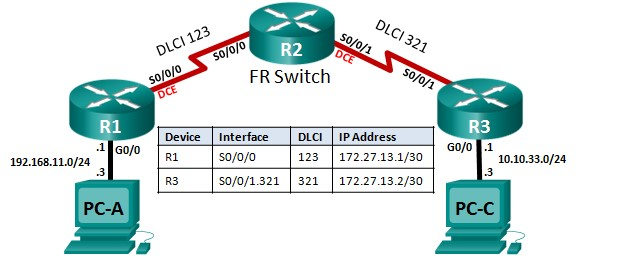 DLCI 123
S0/0/0
R2
S0/0/1
DCE
DLCI 321
FR Switch
S0/0/0
DCE
S0/0/1
R1
R3
.1
G0/0
192.168.11.0/24
.3
PC-A
Device Interface DLCI IP Address
R1 S0/0/0 123 172.27.13.1/30
R3 S0/0/1.321 321 172.27.13.2/30
G0/0
.1
10.10.33.0/24
.3
PC-C